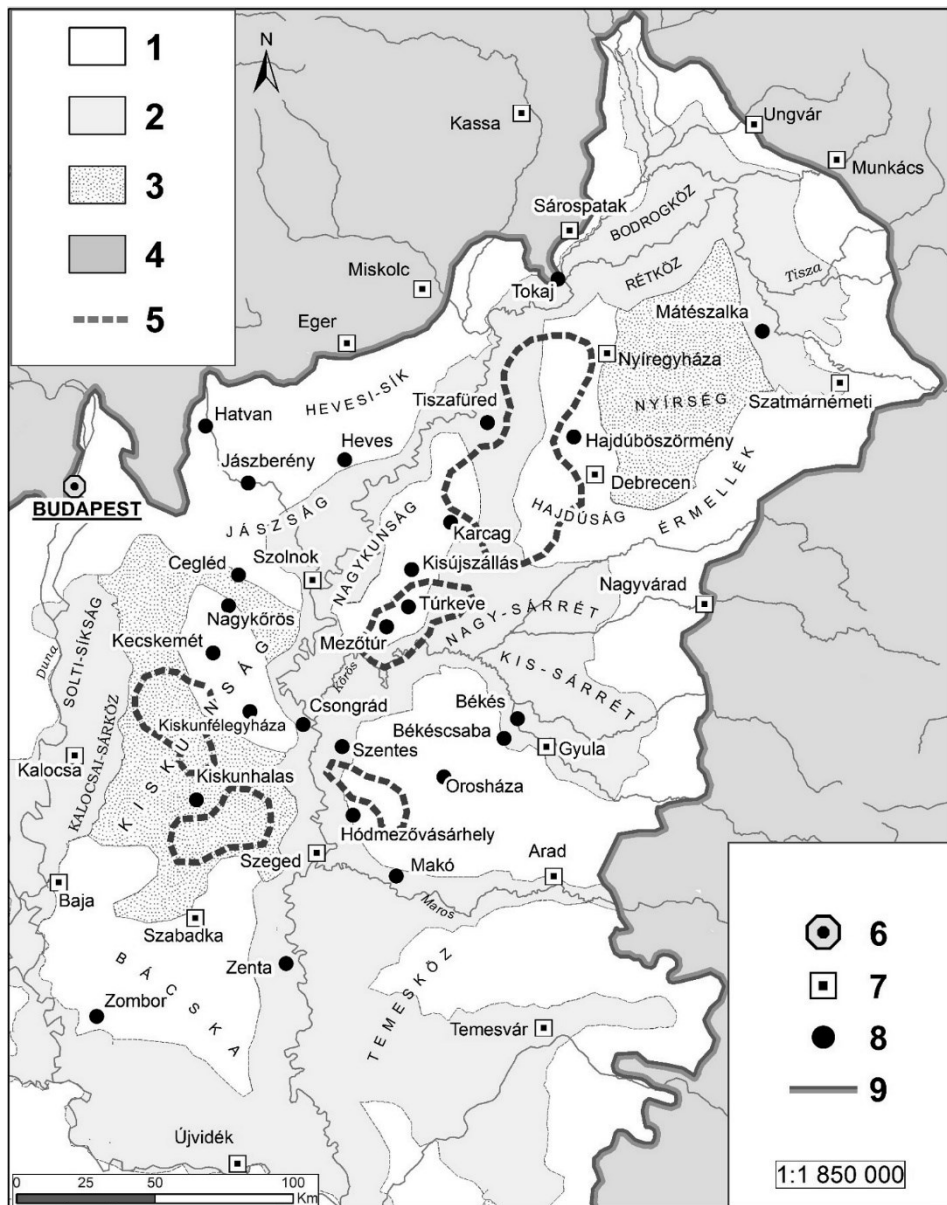 1
2
3
4
5
N
Kassa
Ungvár
Munkács
Sárospatak
BODROGKÖZ
RÉTKÖZ
Tisza
Miskolc
Tokaj
Mátészalka
Eger
Nyíregyháza
HEVESI-SÍK
Tiszafüred
NYÍRSÉG
Szatmárnémeti
Hatvan
Heves
Hajdúböszörmény
Jászberény
Debrecen
BUDAPEST
JÁSZSÁG
HAJDÚSÁG
ÉRMELLÉK
NAGYKUNSÁG
Karcag
Szolnok
Cegléd
Kisújszállás
Nagyvárad
Nagykőrös
Túrkeve
NAGY-SÁRRÉT
Mezőtúr
Kecskemét
Duna
SOLTI-SÍKSÁG
Körös
KIS-SÁRRÉT
KISKUNSÁG
Csongrád
Békés
Kiskunfélegyháza
Békéscsaba
Szentes
Gyula
Kalocsa
KALOCSAI-SÁRKÖZ
Kiskunhalas
Orosháza
Hódmezővásárhely
Szeged
Makó
Arad
Baja
Maros
Szabadka
BÁCSKA
Zenta
TEMESKÖZ
Zombor
Temesvár
Újvidék
0 25 50 100
Km
6
7
8
9
1:1 850 000